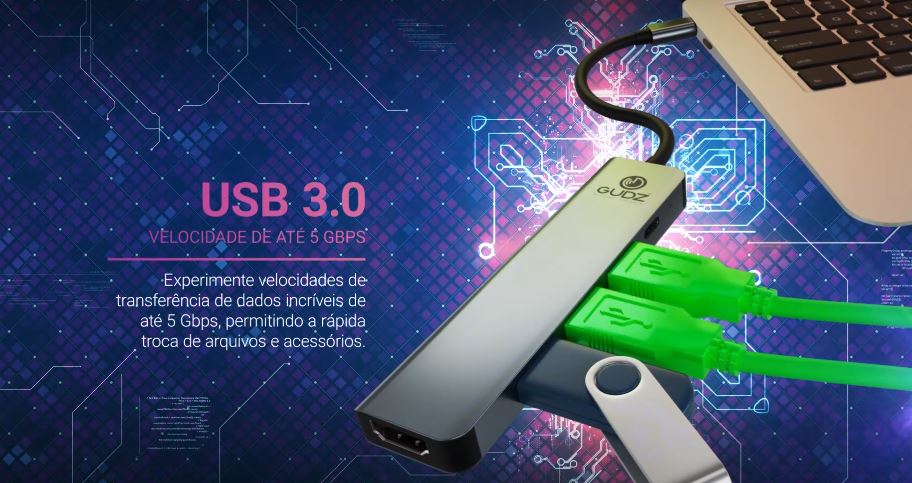 USB 3.0
VELOCIDADE DE ATÉ 5 GBPS
Experimente velocidades de
transferência de dados incríveis de
até 5 Gbps, permitindo a rápida
troca de arquivos e acessórios.
GUDZ